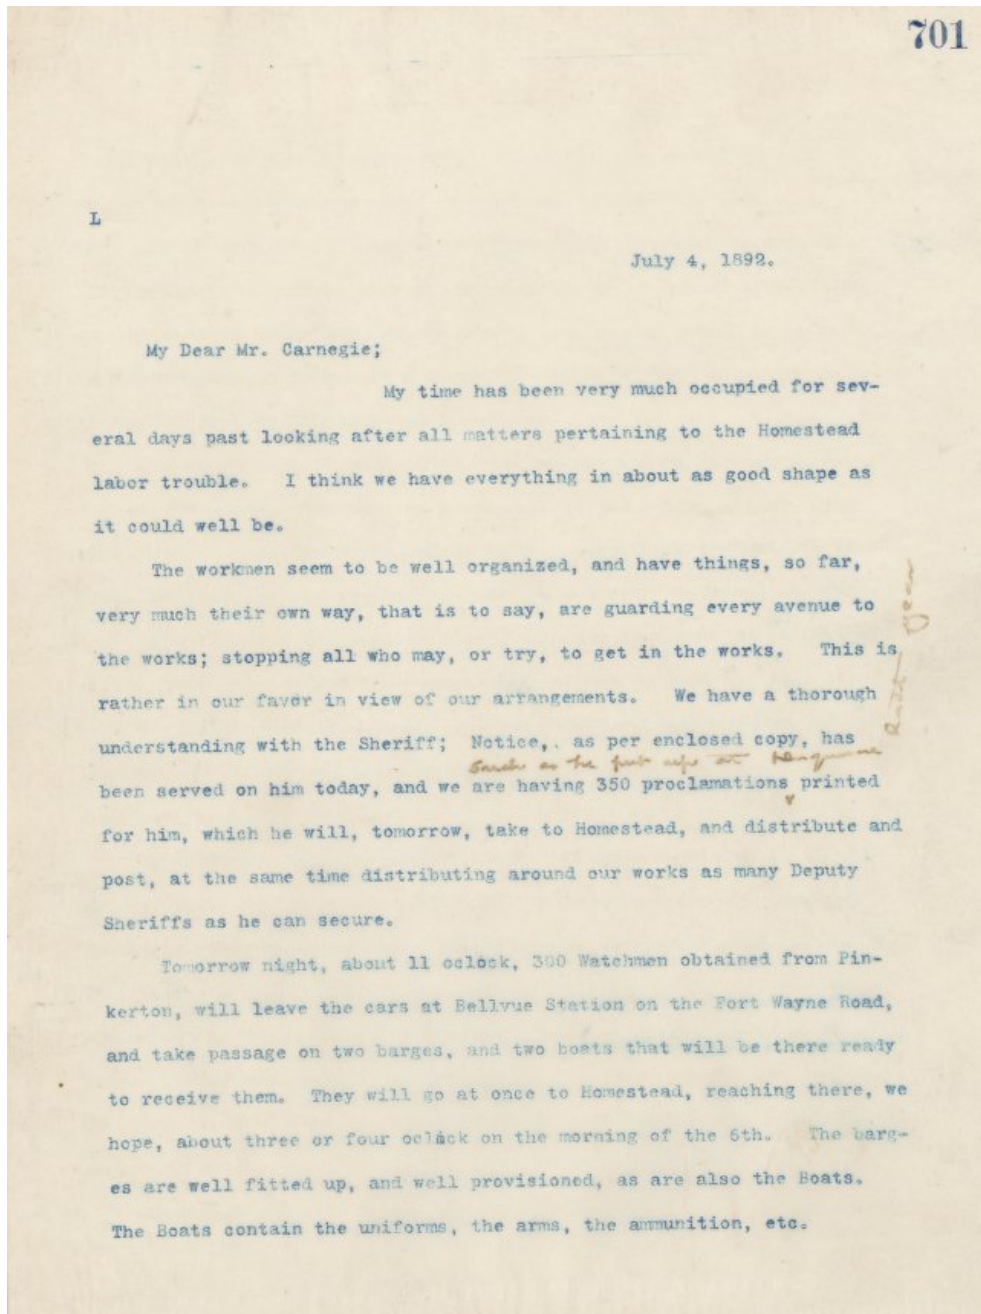 701
L
July 4, 1892.
My Dear Mr. Carnegie;
My time has been very much occupied for sev-
eral days past looking after all matters pertaining to the Homestead
labor trouble. I think we have everything in about as good shape as
it could well be.
The workmen seem to be well organized, and have things, so far,
very much their own way, that is to say, are guarding every avenue to
the works; stopping all who may, or try, to get in the works. This is
rather in our favor in view of our arrangements. We have a thorough
understanding with the Sheriff; Notice,. as per enclosed copy, has
been served on him today, and we are having 350 proclamations printed
for him, which he will, tomorrow, take to Homestead, and distribute and
post, at the same time distributing around our works as many Deputy
Sheriffs as he can secure.
Tomorrow night, about 11 oclock, 300 Watchmen obtained from Pin-
kerton, will leave the cars at Bellvue Station on the Fort Wayne Road,
and take passage on two barges, and two boats that will be there ready
to receive them. They will go at once to Homestead, reaching there, we
hope, about three or four oclock on the morning of the 6th. The barg-
es are well fitted up, and well provisioned, as are also the Boats.
The Boats contain the uniforms, the arms, the ammunition, etc.